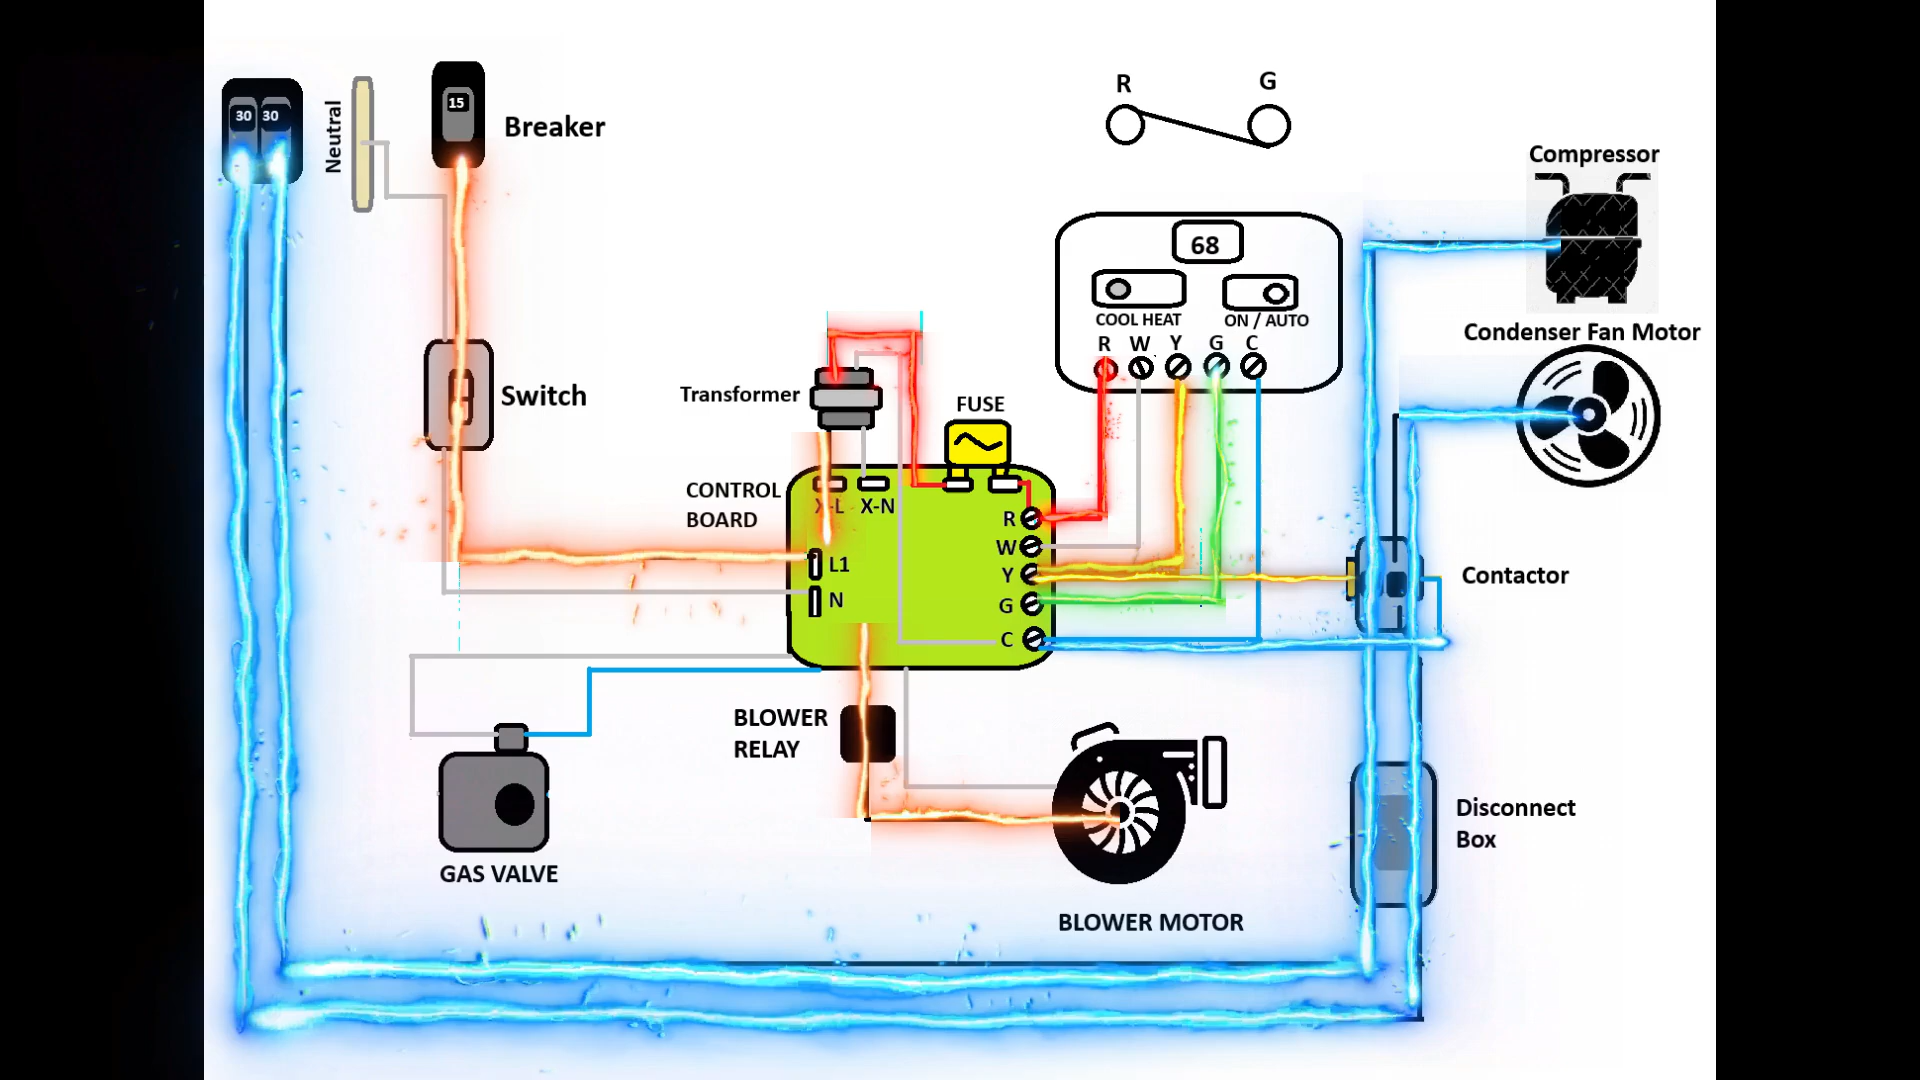 30 30
Neutral
15
Breaker
R G
Compressor
68
Condenser Fan Motor
COOL HEAT ON / AUTO
R W Y G C
Switch
Transformer
FUSE
CONTROL
BOARD
X-L X-N
R
W
Y
G
C
L1
N
Contactor
BLOWER
RELAY
Disconnect
Box
GAS VALVE
BLOWER MOTOR